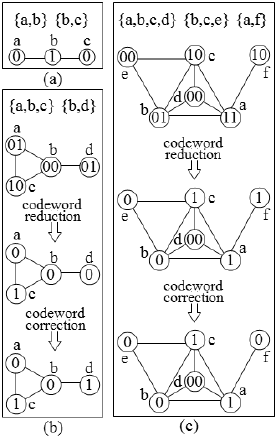 {a,b} {b,c}
a b c
0 1 0
(a)
{a,b,c} {b,d}
a
01 b d
00 01
10 c
codeword
reduction
a
0 b d
0 0
1 c
codeword
correction
a
0 b d
0 1
1 c
(b)
{a,b,c,d} {b,c,e} {a,f}
00 10 c 10
e d 00 f
b 01 11 a
codeword
reduction
0 1 c 1
e d 00 f
b 0 1 a
codeword
correction
0 1 c 0
e d 00 f
b 0 1 a
(c)